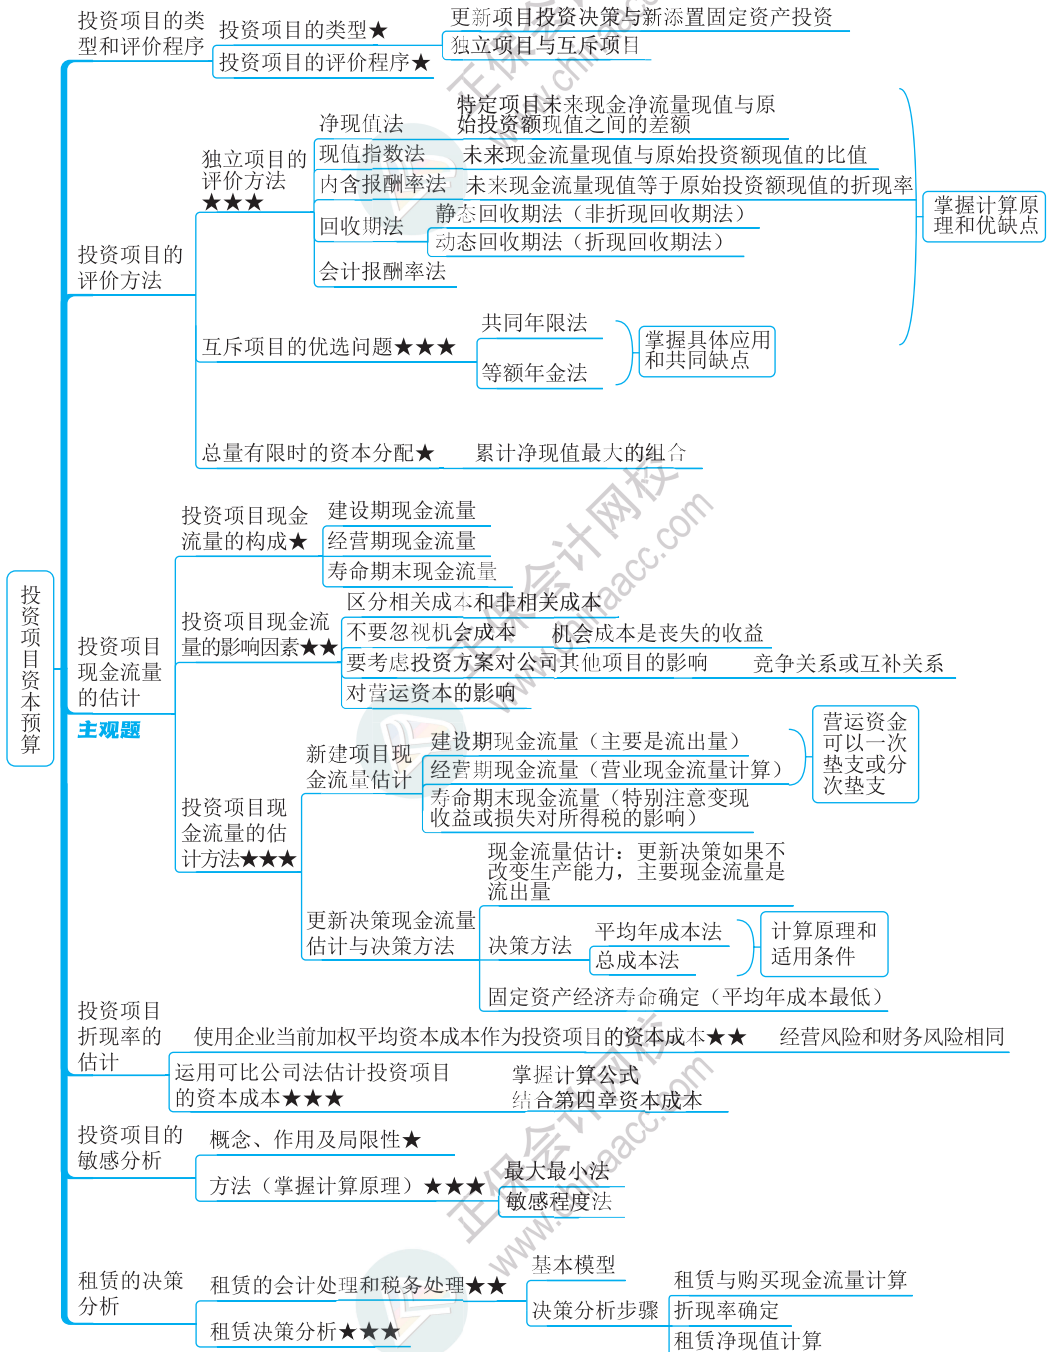 投资项目资本预算
投资项目的类
型和评价程序
投资项目的类型★
更新项目投资决策与新添置固定资产投资
独立项目与互斥项目
投资项目的评价程序★
投资项目的
评价方法
独立项目的
评价方法
★★★
净现值法
特定项目未来现金净流量现值与原
始投资额现值之间的差额
现值指数法
未来现金流量现值与原始投资额现值的比值
内含报酬率法
未来现金流量现值等于原始投资额现值的折现率
回收期法
静态回收期法（非折现回收期法）
动态回收期法（折现回收期法）
会计报酬率法
掌握计算原
理和优缺点
互斥项目的优选问题★★★
共同年限法
等额年金法
掌握具体应用
和共同缺点
总量有限时的资本分配★
累计净现值最大的组合
投资项目
现金流量
的估计
主观题
投资项目现金
流量的构成★
建设期现金流量
经营期现金流量
寿命期末现金流量
投资项目现金流
量的影响因素★★
区分相关成本和非相关成本
不要忽视机会成本
机会成本是丧失的收益
要考虑投资方案对公司其他项目的影响
竞争关系或互补关系
对营运资本的影响
投资项目现
金流量的估
计方法★★★
新建项目现
金流量估计
建设期现金流量（主要是流出量）
经营期现金流量（营业现金流量计算）
寿命期末现金流量（特别注意变现
收益或损失对所得税的影响）
营运资金
可以一次
垫支或分
次垫支
更新决策现金流量
估计与决策方法
现金流量估计：更新决策如果不
改变生产能力，主要现金流量是
流出量
决策方法
平均年成本法
总成本法
计算原理和
适用条件
固定资产经济寿命确定（平均年成本最低）
投资项目
折现率的
估计
使用企业当前加权平均资本成本作为投资项目的资本成本★★
经营风险和财务风险相同
运用可比公司法估计投资项目
的资本成本★★★
掌握计算公式
结合第四章资本成本
投资项目的
敏感分析
概念、作用及局限性★
方法（掌握计算原理）★★★
最大最小法
敏感程度法
租赁的决策
分析
租赁的会计处理和税务处理★★
租赁决策分析★★★
基本模型
决策分析步骤
租赁与购买现金流量计算
折现率确定
租赁净现值计算
正保会计网校
www.chinaacc.com
正保会计网校
www.chinaacc.com
正保会计网校
www.chinaacc.com